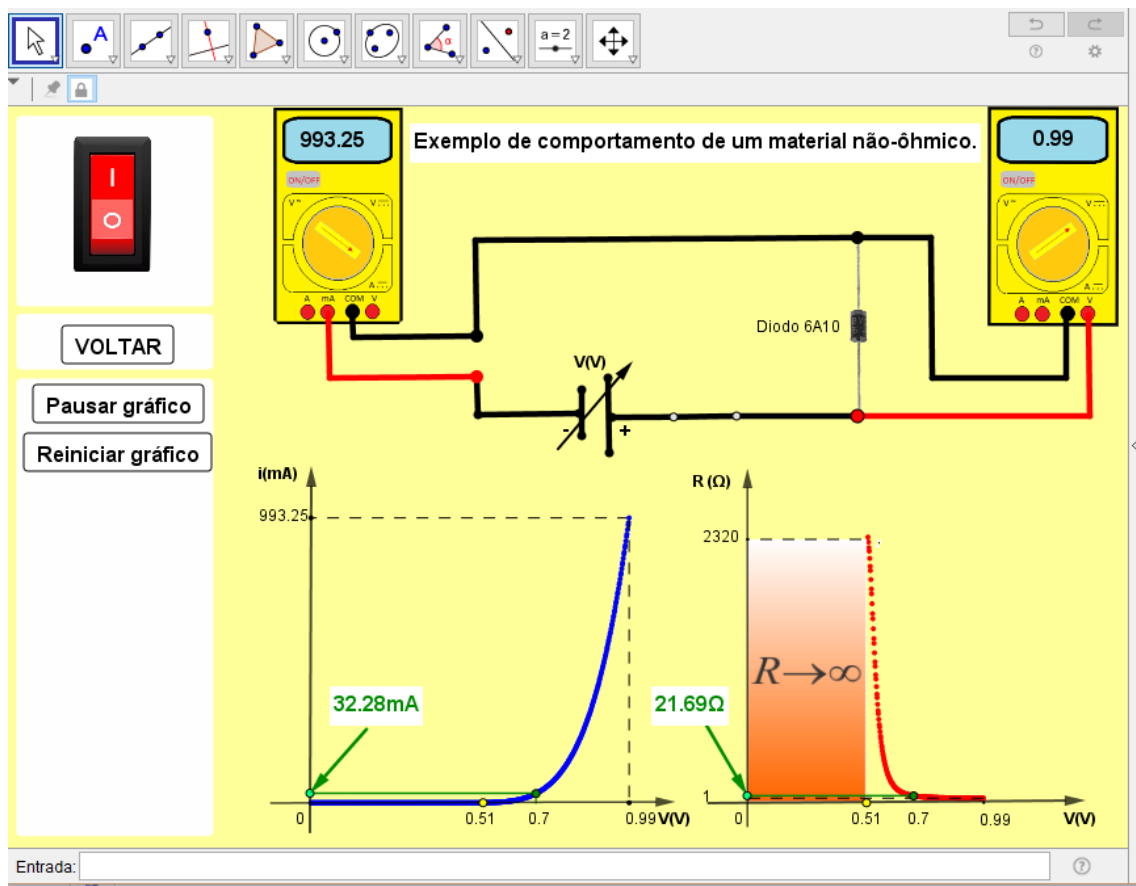 A
α
a = 2
993.25
Exemplo de comportamento de um material não-ôhmico.
0.99
I
O
ON/OFF
ON/OFF
V~
V
V~
V
A
A
A mA COM V
A mA COM V
Diodo 6A10
VOLTAR
V(V)
- +
Pausar gráfico
Reiniciar gráfico
i(mA)
R (Ω)
993.25
2320
R→∞
32.28mA
21.69Ω
1
0 0.51 0.7 0.99 V(V)
0 0.51 0.7 0.99 V(V)
Entrada: